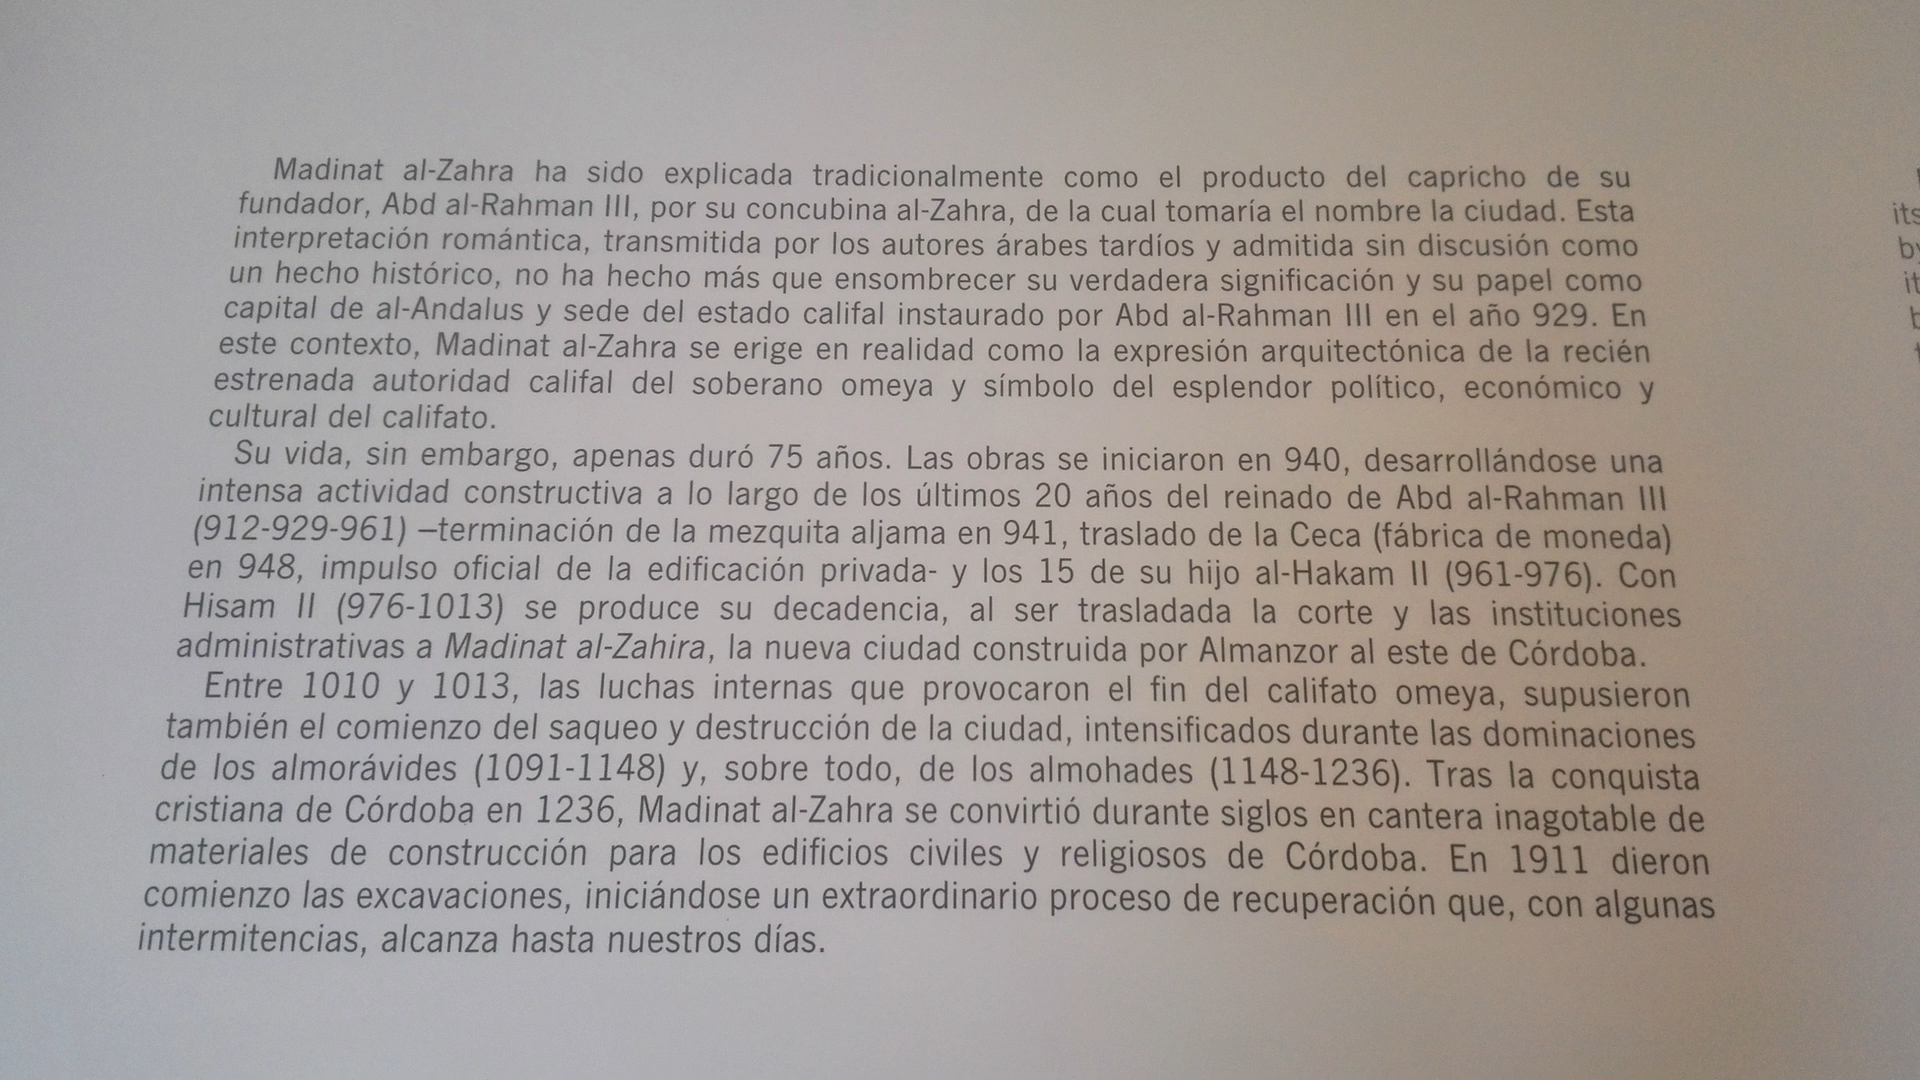 Madinat al-Zahra ha sido explicada tradicionalmente como el producto del capricho de su
fundador, Abd al-Rahman III, por su concubina al-Zahra, de la cual tomaría el nombre la ciudad. Esta
interpretación romántica, transmitida por los autores árabes tardíos y admitida sin discusión como
un hecho histórico, no ha hecho más que ensombrecer su verdadera significación y su papel como
capital de al-Andalus y sede del estado califal instaurado por Abd al-Rahman III en el año 929. En
este contexto, Madinat al-Zahra se erige en realidad como la expresión arquitectónica de la recién
estrenada autoridad califal del soberano omeya y símbolo del esplendor político, económico y
cultural del califato.
Su vida, sin embargo, apenas duró 75 años. Las obras se iniciaron en 940, desarrollándose una
intensa actividad constructiva a lo largo de los últimos 20 años del reinado de Abd al-Rahman III
(912-929-961) –terminación de la mezquita aljama en 941, traslado de la Ceca (fábrica de moneda)
en 948, impulso oficial de la edificación privada- y los 15 de su hijo al-Hakam II (961-976). Con
Hisam II (976-1013) se produce su decadencia, al ser trasladada la corte y las instituciones
administrativas a Madinat al-Zahira, la nueva ciudad construida por Almanzor al este de Córdoba.
Entre 1010 y 1013, las luchas internas que provocaron el fin del califato omeya, supusieron
también el comienzo del saqueo y destrucción de la ciudad, intensificados durante las dominaciones
de los almorávides (1091-1148) y, sobre todo, de los almohades (1148-1236). Tras la conquista
cristiana de Córdoba en 1236, Madinat al-Zahra se convirtió durante siglos en cantera inagotable de
materiales de construcción para los edificios civiles y religiosos de Córdoba. En 1911 dieron
comienzo las excavaciones, iniciándose un extraordinario proceso de recuperación que, con algunas
intermitencias, alcanza hasta nuestros días.